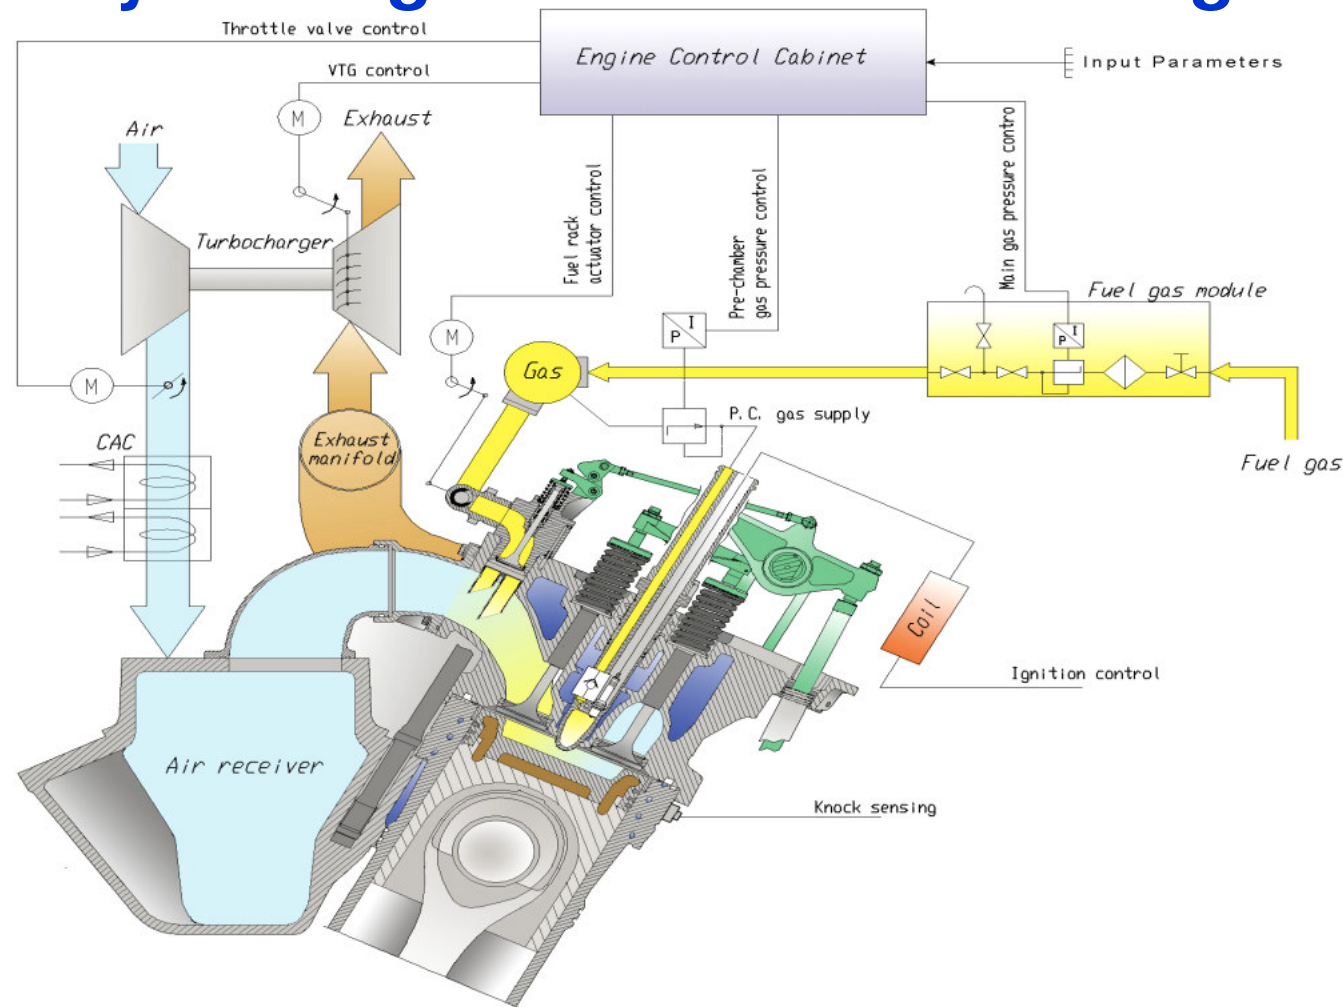 Throttle valve control
Engine Control Cabinet
Input Parameters
VTG control
M
Exhaust
Air
Main gas pressure contro
Fuel rack
actuator control
Pre-chamber
gas pressure control
Turbocharger
Fuel gas module
I
P
I
P
M
M
Gas
P.C. gas supply
CAC
Exhaust
manifold
Fuel gas
Coil
Ignition control
Air receiver
Knock sensing